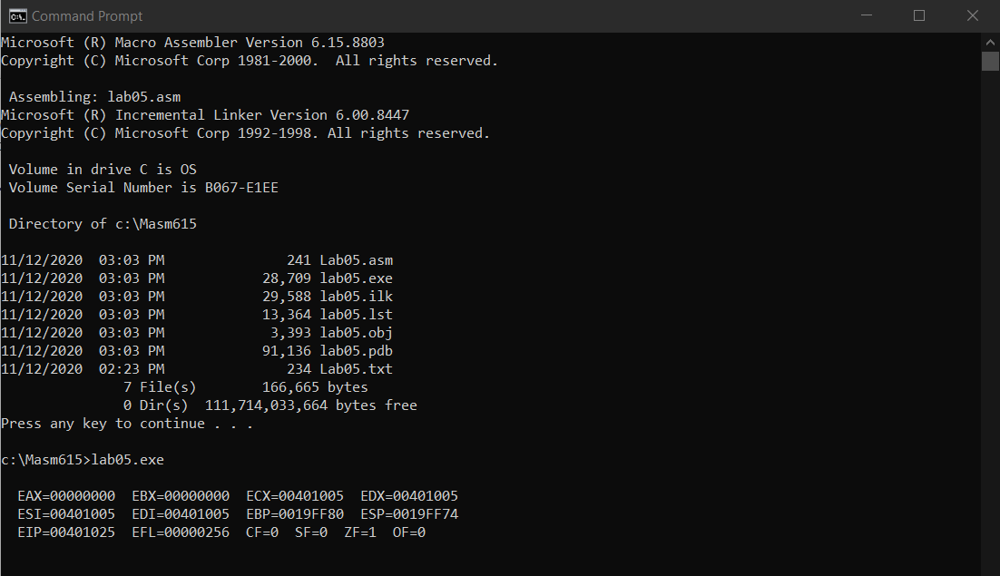 Command Prompt
Microsoft (R) Macro Assembler Version 6.15.8803
Copyright (C) Microsoft Corp 1981-2000.  All rights reserved.
 Assembling: lab05.asm
Microsoft (R) Incremental Linker Version 6.00.8447
Copyright (C) Microsoft Corp 1992-1998. All rights reserved.
 Volume in drive C is OS
 Volume Serial Number is B067-E1EE
 Directory of c:\Masm615
11/12/2020  03:03 PM               241 Lab05.asm
11/12/2020  03:03 PM            28,709 lab05.exe
11/12/2020  03:03 PM            29,588 lab05.ilk
11/12/2020  03:03 PM            13,364 lab05.lst
11/12/2020  03:03 PM             3,393 lab05.obj
11/12/2020  03:03 PM            91,136 lab05.pdb
11/12/2020  02:23 PM               234 Lab05.txt
               7 File(s)        166,665 bytes
               0 Dir(s)  111,714,033,664 bytes free
Press any key to continue . . .
c:\Masm615>lab05.exe
  EAX=00000000  EBX=00000000  ECX=00401005  EDX=00401005
  ESI=00401005  EDI=00401005  EBP=0019FF80  ESP=0019FF74
  EIP=00401025  EFL=00000256  CF=0  SF=0  ZF=1  OF=0